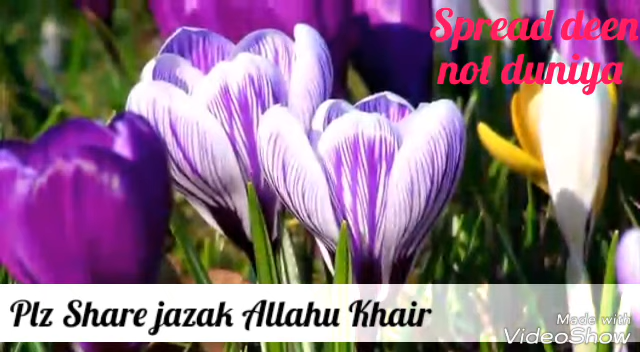 Spread deen
not duniya
Plz Share jazak Allahu Khair
Made with
VideoShow